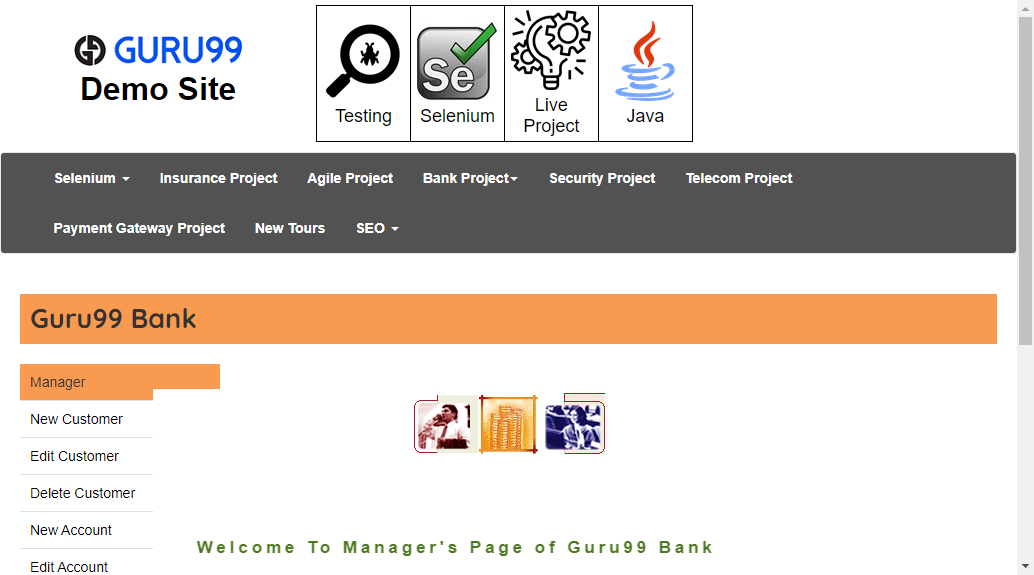 GURU99
Demo Site
Testing
Se
Selenium
Live
Project
Java
Selenium
Insurance Project
Agile Project
Bank Project
Security Project
Telecom Project
Payment Gateway Project
New Tours
SEO
Guru99 Bank
Manager
New Customer
Edit Customer
Delete Customer
New Account
Edit Account
Welcome To Manager's Page of Guru99 Bank